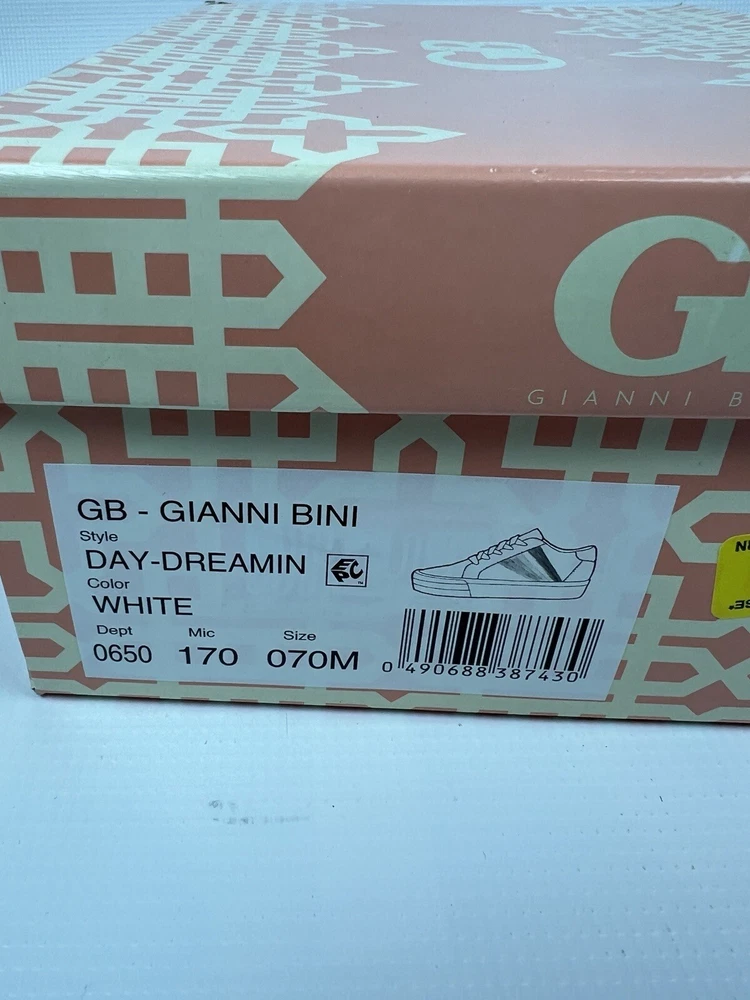 GB
G
GIANNI B
GB - GIANNI BINI
Style
DAY-DREAMIN
EPC
Color
WHITE
Dept Mic Size
0650 170 070M
0 490688 387430